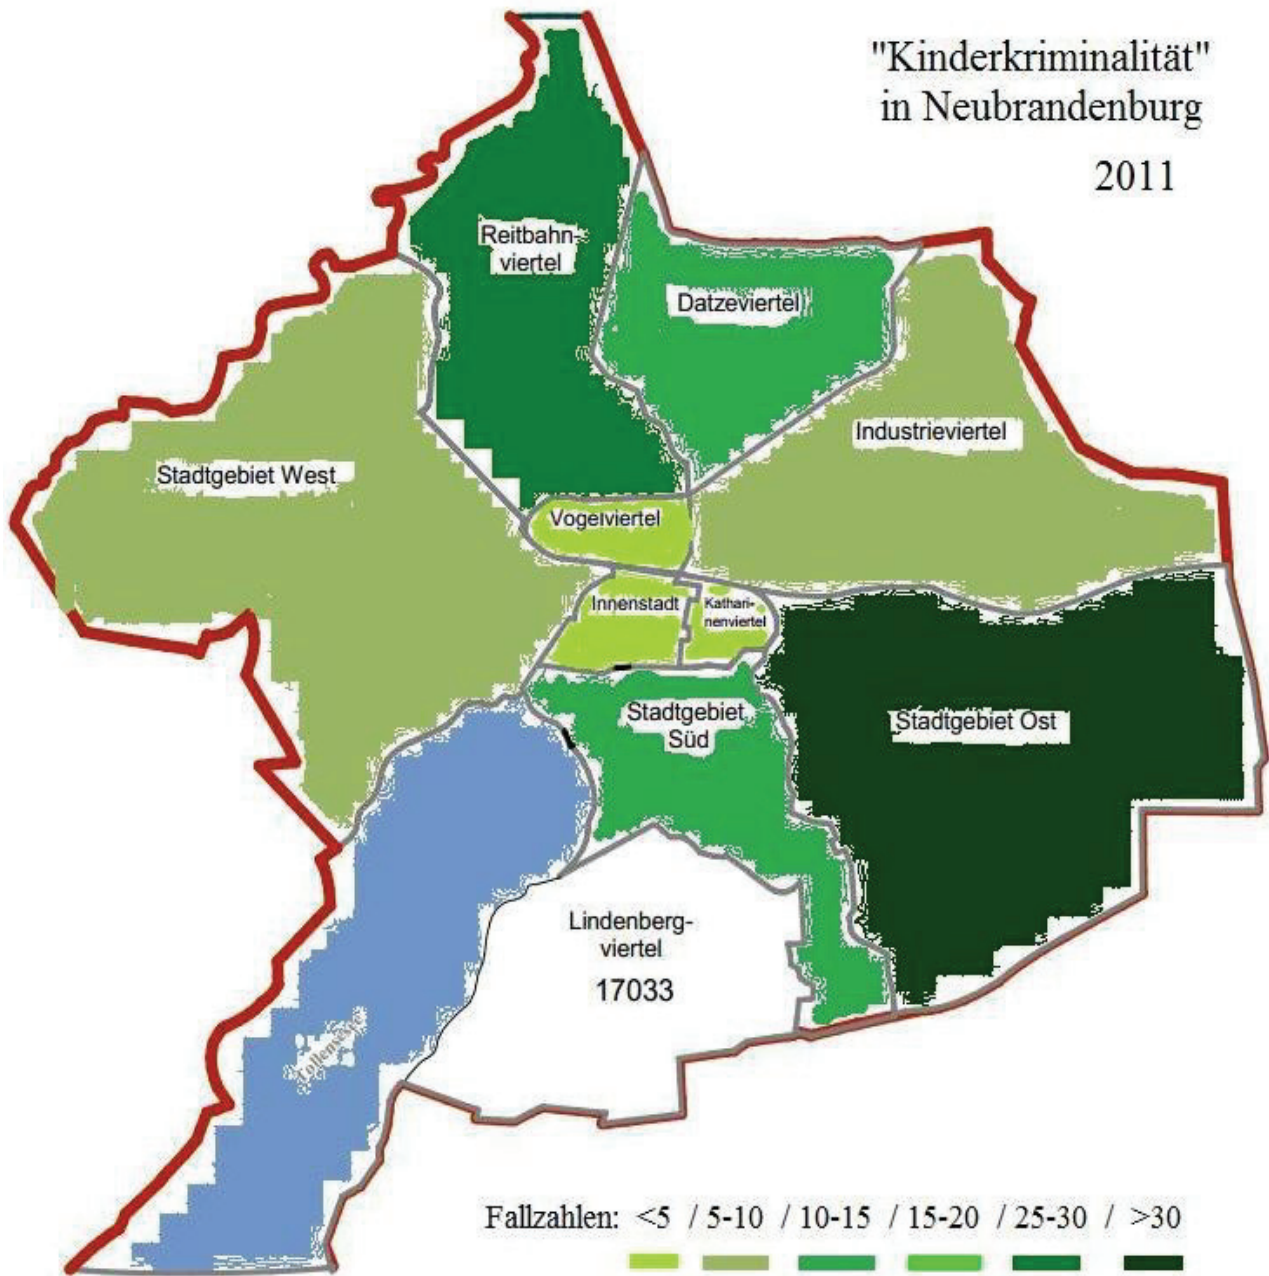 "Kinderkriminalität"
in Neubrandenburg
2011
Reitbahn-
viertel
Datzeviertel
Industrieviertel
Stadtgebiet West
Vogelviertel
Innenstadt
Kathari-
nenviertel
Stadtgebiet
Süd
Stadtgebiet Ost
Lindenberg-
viertel
17033
Fallzahlen: <5 / 5-10 / 10-15 / 15-20 / 25-30 / >30